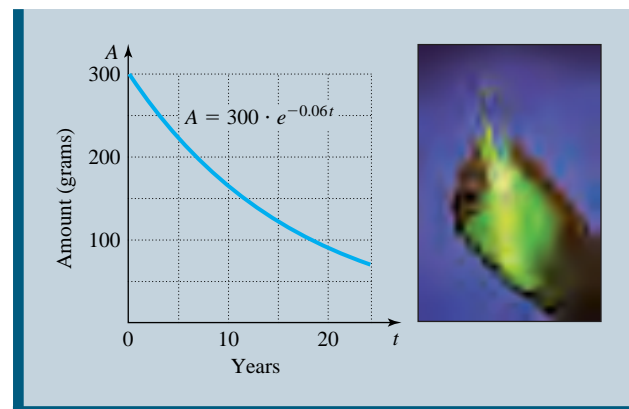 A
300
A = 300 · e^{−0.06t}
200
Amount (grams)
100
0 10 20 t
Years